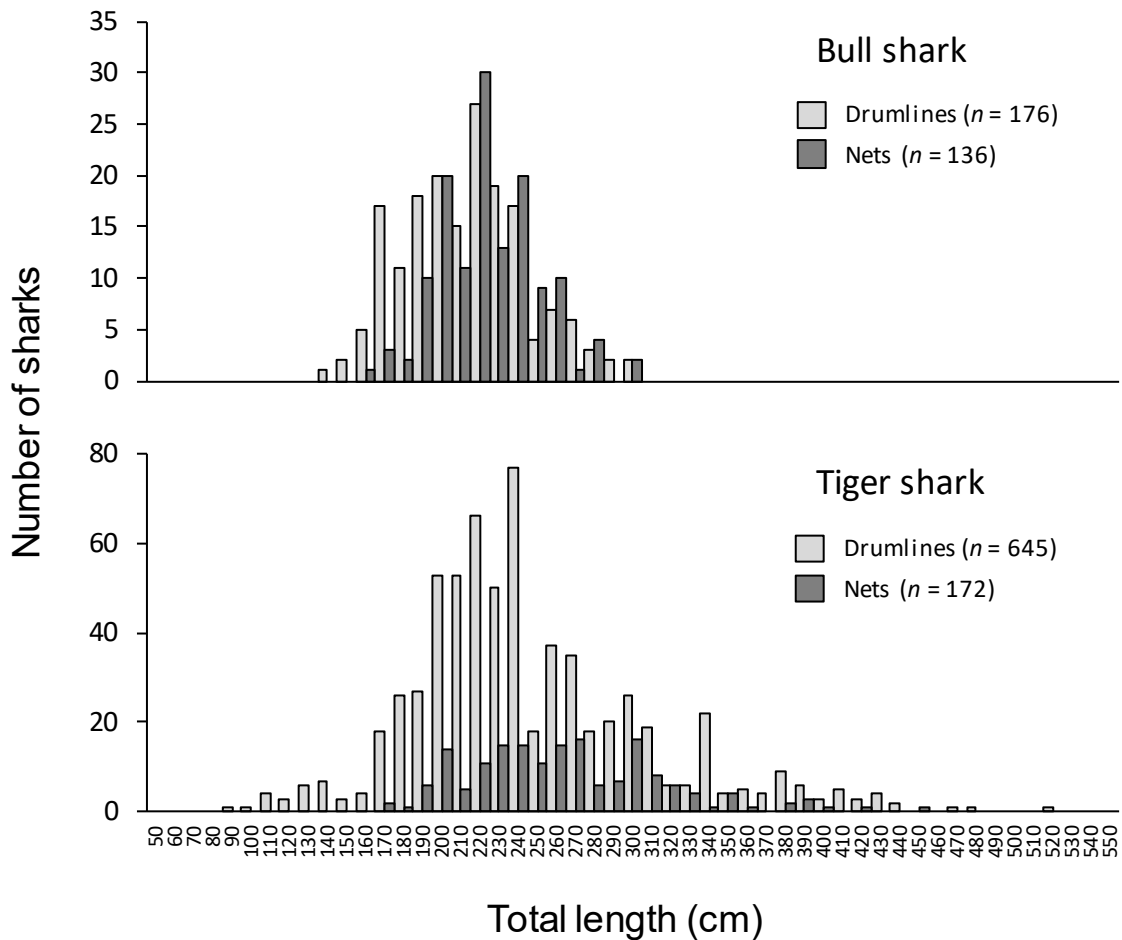 35
30
25
20
15
10
5
0
Bull shark
Drumlines (n = 176)
Nets (n = 136)
Number of sharks
80
60
40
20
0
Tiger shark
Drumlines (n = 645)
Nets (n = 172)
50 60 70 80 90 100 110 120 130 140 150 160 170 180 190 200 210 220 230 240 250 260 270 280 290 300 310 320 330 340 350 360 370 380 390 400 410 420 430 440 450 460 470 480 490 500 510 520 530 540 550
Total length (cm)